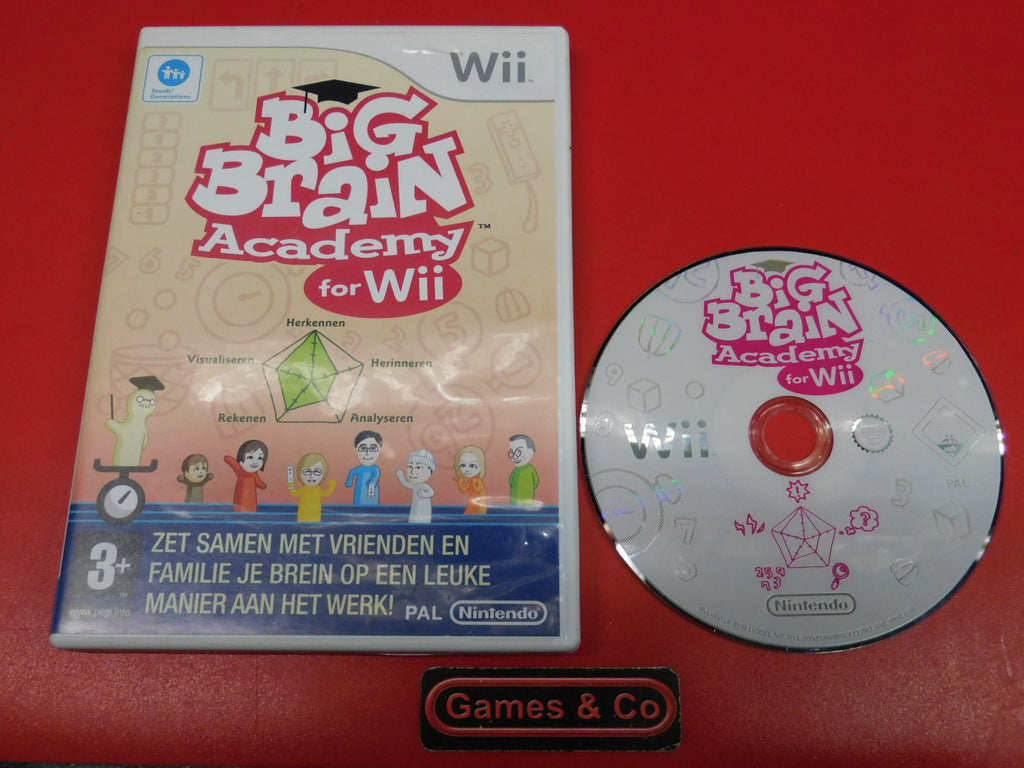 Touch!
Generations
Wii™
BiG
BraiN
Academy™
for Wii
Herkennen
Visualiseren
Herinneren
Rekenen
Analyseren
3+
www.pegi.info
ZET SAMEN MET VRIENDEN EN
FAMILIE JE BREIN OP EEN LEUKE
MANIER AAN HET WERK!
PAL
Nintendo
BiG
BraiN
Academy
for Wii
Wii
PAL
Nintendo
Games & Co